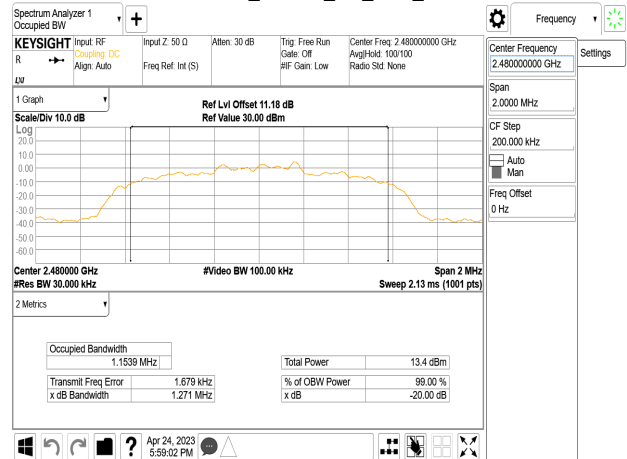 Spectrum Analyzer 1
Occupied BW
Frequency
KEYSIGHT
R
Input: RF
Coupling: DC
Align: Auto
Input Z: 50 Ω
Freq Ref: Int (S)
Atten: 30 dB
Trig: Free Run
Gate: Off
#IF Gain: Low
Center Freq: 2.480000000 GHz
Avg|Hold: 100/100
Radio Std: None
Center Frequency
2.480000000 GHz
Settings
Span
2.0000 MHz
CF Step
200.000 kHz
Auto
Man
Freq Offset
0 Hz
1 Graph
Scale/Div 10.0 dB
Ref Lvl Offset 11.18 dB
Ref Value 30.00 dBm
Log
20.0
10.0
0.00
-10.0
-20.0
-30.0
-40.0
-50.0
-60.0
Center 2.480000 GHz
#Video BW 100.00 kHz
Span 2 MHz
#Res BW 30.000 kHz
Sweep 2.13 ms (1001 pts)
2 Metrics
Occupied Bandwidth
1.1539 MHz
Total Power 13.4 dBm
Transmit Freq Error 1.679 kHz
% of OBW Power 99.00 %
x dB Bandwidth 1.271 MHz
x dB -20.00 dB
?
Apr 24, 2023
5:59:02 PM